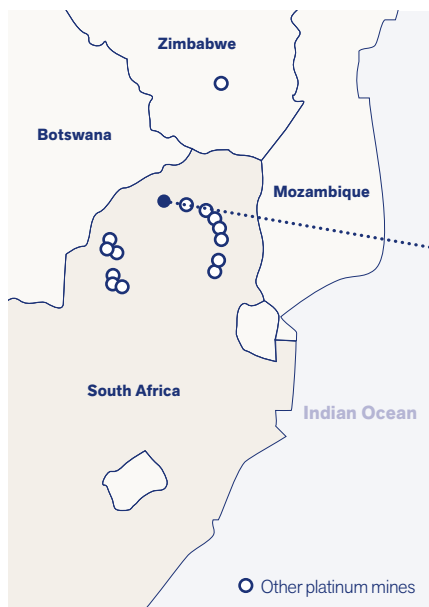 Zimbabwe
Botswana
Mozambique
South Africa
Indian Ocean
Other platinum mines